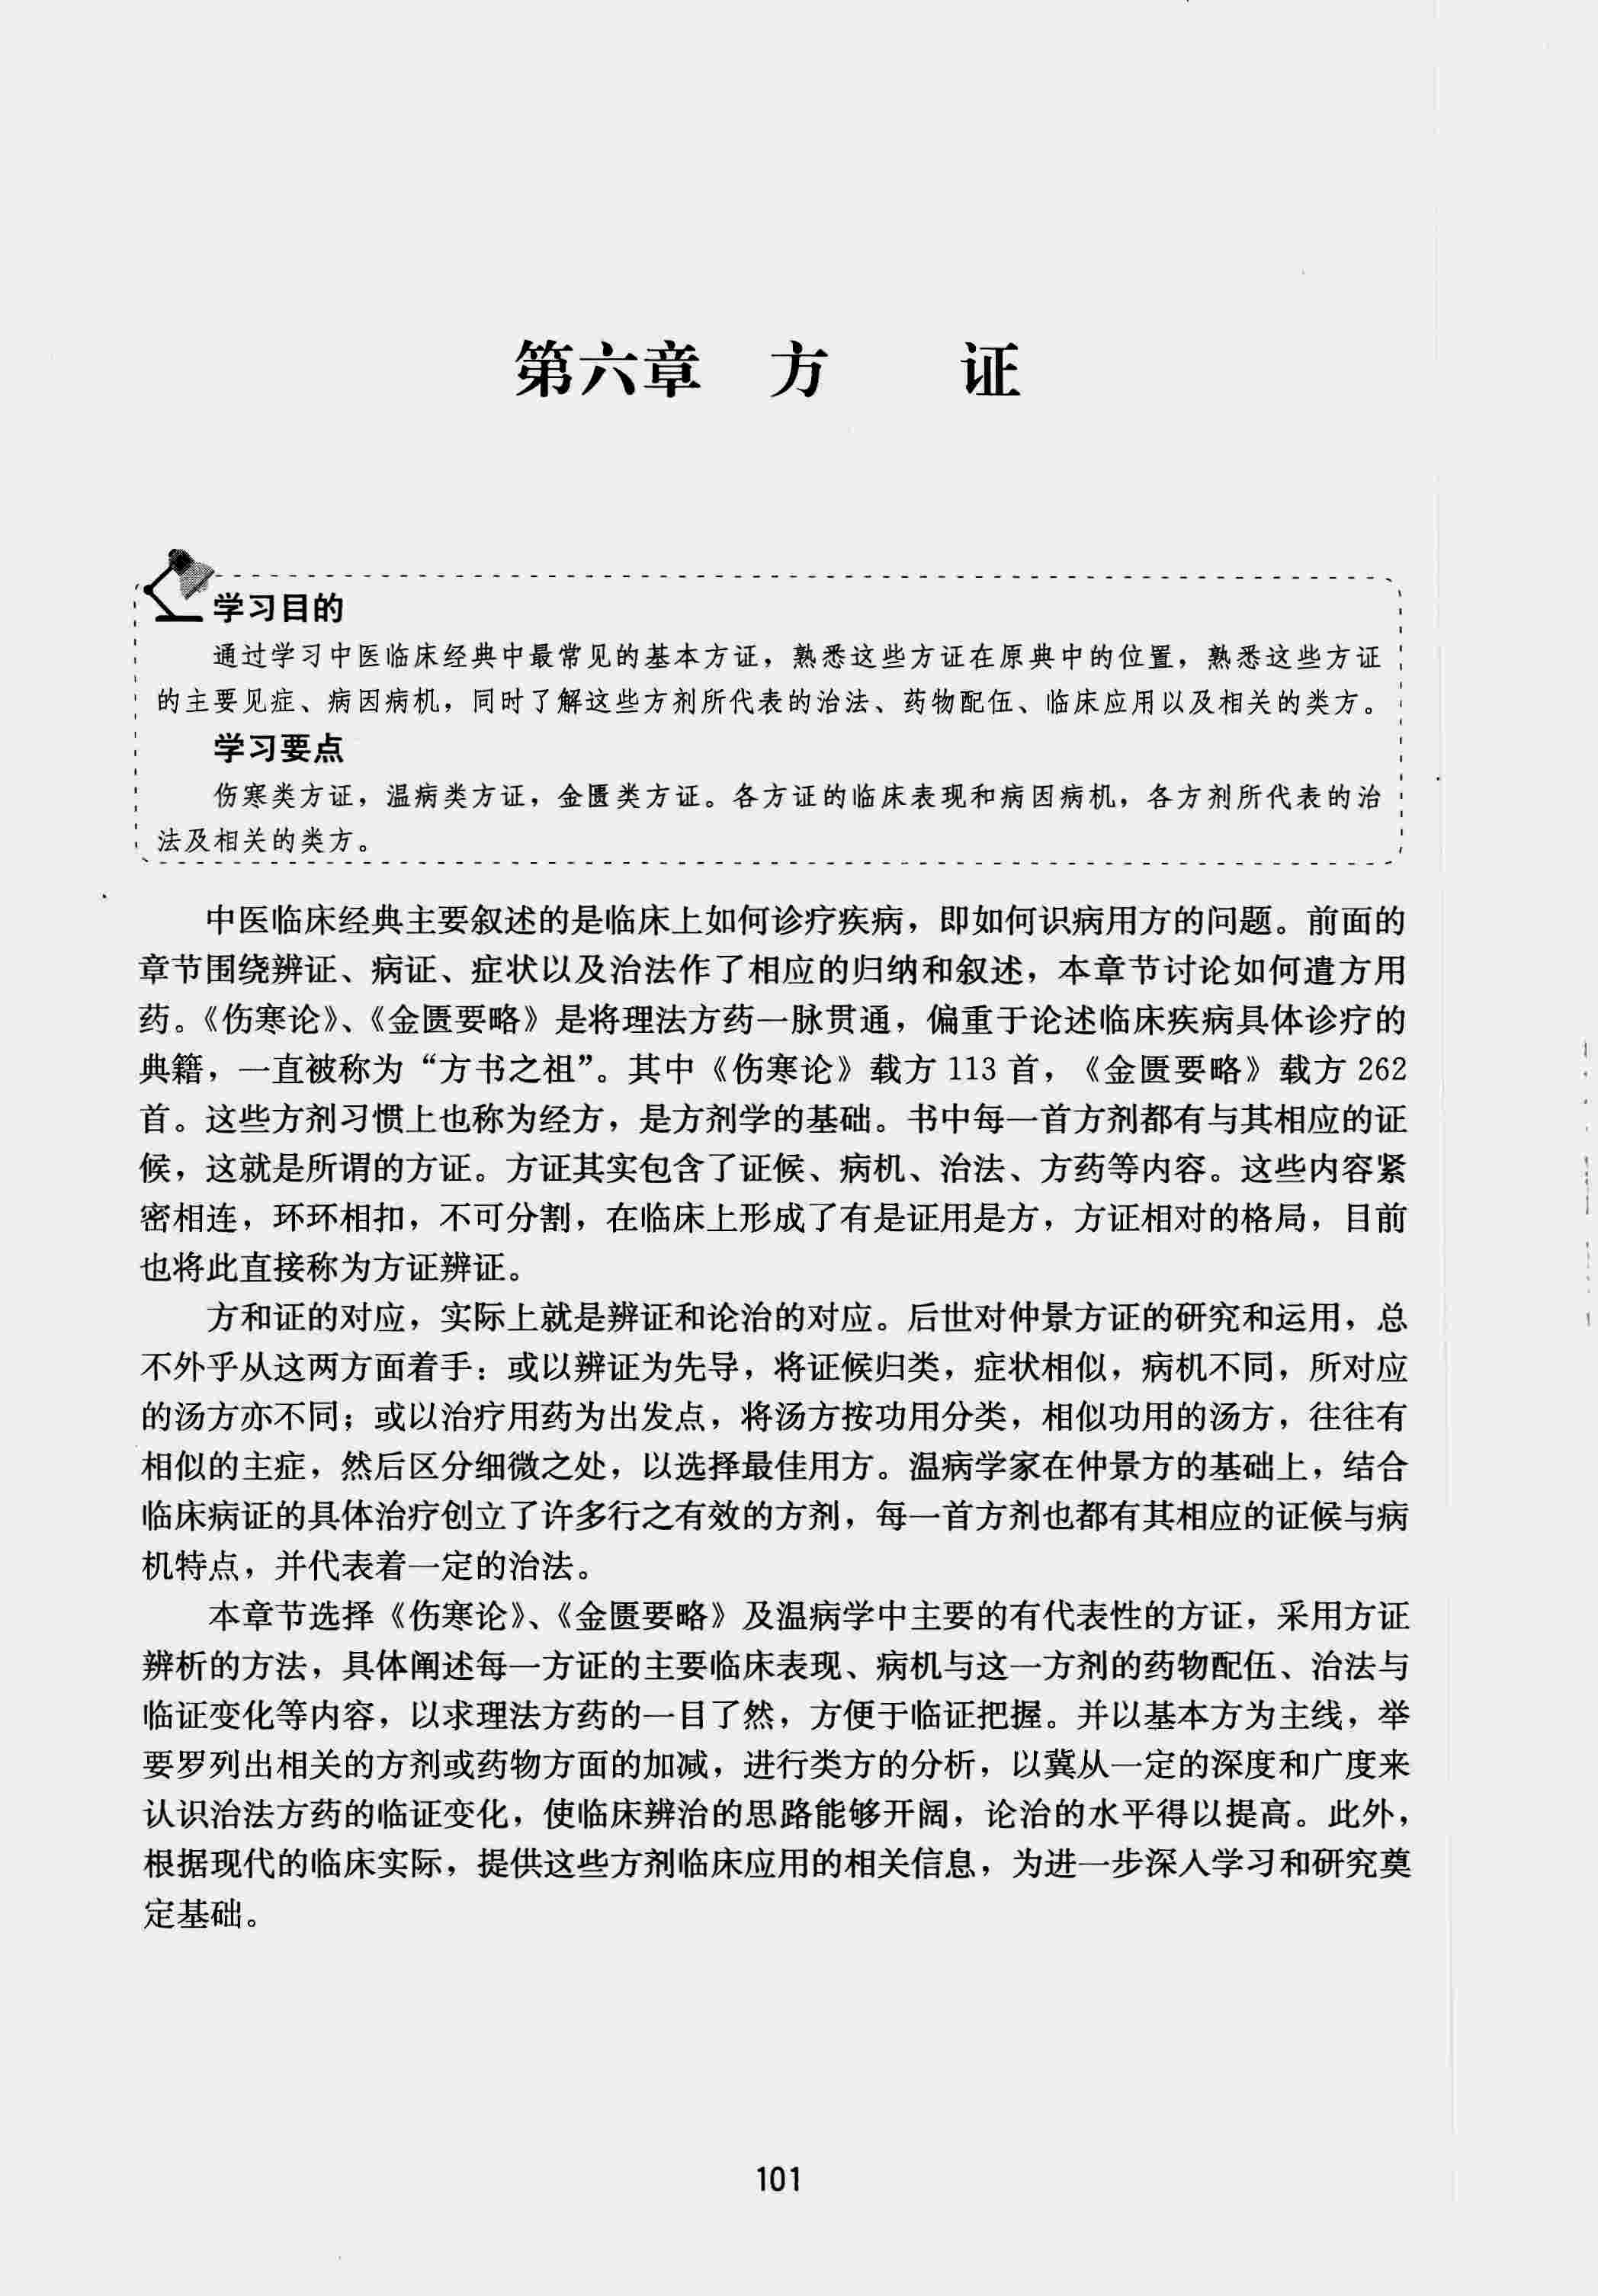 第六章 方 证
学习目的
通过学习中医临床经典中最常见的基本方证，熟悉这些方证在原典中的位置，熟悉这些方证
的主要见症、病因病机，同时了解这些方剂所代表的治法、药物配伍、临床应用以及相关的类方。
学习要点
伤寒类方证，温病类方证，金匮类方证。各方证的临床表现和病因病机，各方剂所代表的治
法及相关的类方。
中医临床经典主要叙述的是临床上如何诊疗疾病，即如何识病用方的问题。前面的
章节围绕辨证、病证、症状以及治法作了相应的归纳和叙述，本章节讨论如何遣方用
药。《伤寒论》、《金匮要略》是将理法方药一脉贯通，偏重于论述临床疾病具体诊疗的
典籍，一直被称为“方书之祖”。其中《伤寒论》载方 113 首，《金匮要略》载方 262
首。这些方剂习惯上也称为经方，是方剂学的基础。书中每一首方剂都有与其相应的证
候，这就是所谓的方证。方证其实包含了证候、病机、治法、方药等内容。这些内容紧
密相连，环环相扣，不可分割，在临床上形成了有是证用是方，方证相对的格局，目前
也将此直接称为方证辨证。
方和证的对应，实际上就是辨证和论治的对应。后世对仲景方证的研究和运用，总
不外乎从这两方面着手：或以辨证为先导，将证候归类，症状相似，病机不同，所对应
的汤方亦不同；或以治疗用药为出发点，将汤方按功用分类，相似功用的汤方，往往有
相似的主症，然后区分细微之处，以选择最佳用方。温病学家在仲景方的基础上，结合
临床病证的具体治疗创立了许多行之有效的方剂，每一首方剂也都有其相应的证候与病
机特点，并代表着一定的治法。
本章节选择《伤寒论》、《金匮要略》及温病学中主要的有代表性的方证，采用方证
辨析的方法，具体阐述每一方证的主要临床表现、病机与这一方剂的药物配伍、治法与
临证变化等内容，以求理法方药的一目了然，方便于临证把握。并以基本方为主线，举
要罗列出相关的方剂或药物方面的加减，进行类方的分析，以冀从一定的深度和广度来
认识治法方药的临证变化，使临床辨治的思路能够开阔，论治的水平得以提高。此外，
根据现代的临床实际，提供这些方剂临床应用的相关信息，为进一步深入学习和研究奠
定基础。
101